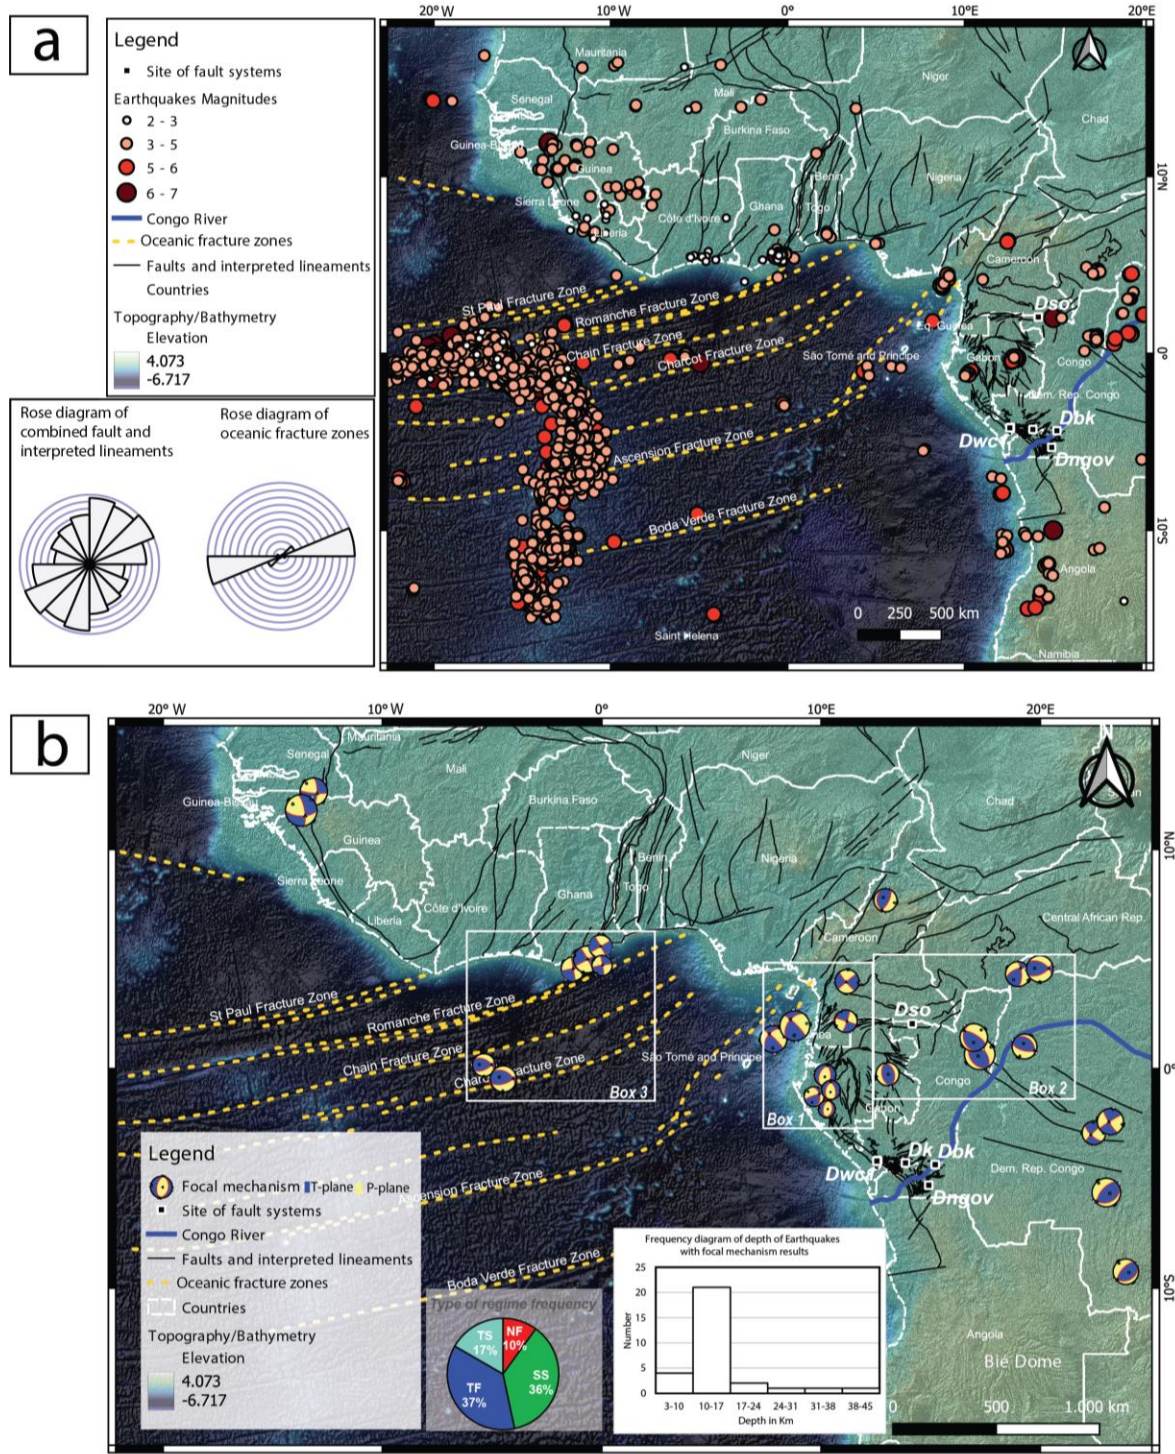 a
20° W
10° W
0°
10°E
20°E
Legend
Site of fault systems
Earthquakes Magnitudes
2 - 3
3 - 5
5 - 6
6 - 7
Congo River
Oceanic fracture zones
Faults and interpreted lineaments
Countries
Topography/Bathymetry
Elevation
4.073
-6.717
Rose diagram of
combined fault and
interpreted lineaments
Rose diagram of
oceanic fracture zones
Mauritania
Niger
Mali
Senegal
Chad
Burkina Faso
Guinea
Nigeria
10°N
Benin
Sierra Leone
Ghana
Togo
Côte d'Ivoire
Liberia
Cameroon
St Paul Fracture Zone
Romanche Fracture Zone
Dso
Eq. Guinea
Chain Fracture Zone
Charcot Fracture Zone
São Tomé and Principe
?
Gabon
Congo
0°
Dem. Rep. Congo
Dbk
Dwc
Dngov
Ascension Fracture Zone
Boda Verde Fracture Zone
10°S
Angola
0 250 500 km
Saint Helena
Namibia
b
20° W
10° W
0°
10°E
20°E
N
Mauritania
Senegal
Mali
Niger
Guinea-Bissau
Burkina Faso
Chad
Guinea
10°N
Benin
Nigeria
Sierra Leone
Ghana
Togo
Côte d'Ivoire
Liberia
Central African Rep.
Cameroon
St Paul Fracture Zone
Romanche Fracture Zone
Dso
Chain Fracture Zone
São Tomé and Principe
Fracture Zone
Box 3
Congo
Box 2
0°
Box 1
Gabon
Dk Dbk
Dwc
Dem. Rep. Congo
Dngov
Ascension Fracture Zone
Legend
Focal mechanism T-plane P-plane
Site of fault systems
Congo River
Faults and interpreted lineaments
Oceanic fracture zones
Countries
Topography/Bathymetry
Elevation
4.073
-6.717
Boda Verde Fracture Zone
Type of regime frequency
TS
17%
NF
10%
SS
36%
TF
37%
Frequency diagram of depth of Earthquakes
with focal mechanism results
Number
25
20
15
10
5
0
3-10 10-17 17-24 24-31 31-38 38-45
Depth in Km
10°S
Angola
Bié Dome
0 500 1.000 km